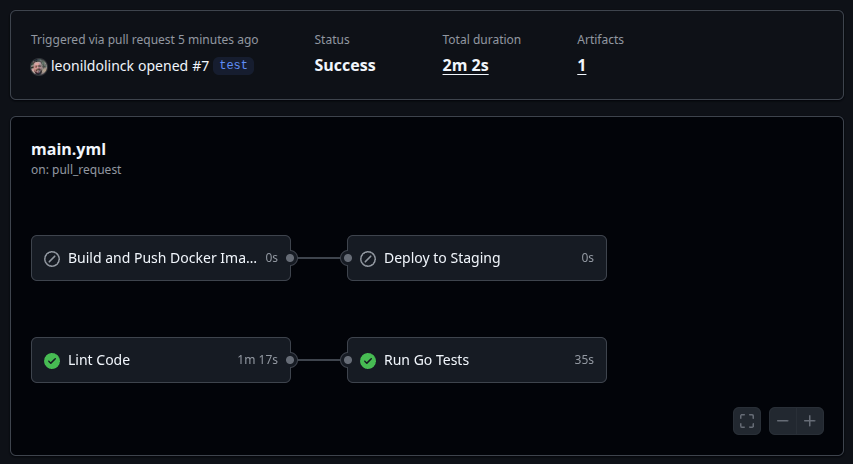 Triggered via pull request 5 minutes ago
leonildolinck opened #7 test
Status
Success
Total duration
2m 2s
Artifacts
1
main.yml
on: pull_request
Build and Push Docker Ima... 0s
Deploy to Staging 0s
Lint Code 1m 17s
Run Go Tests 35s